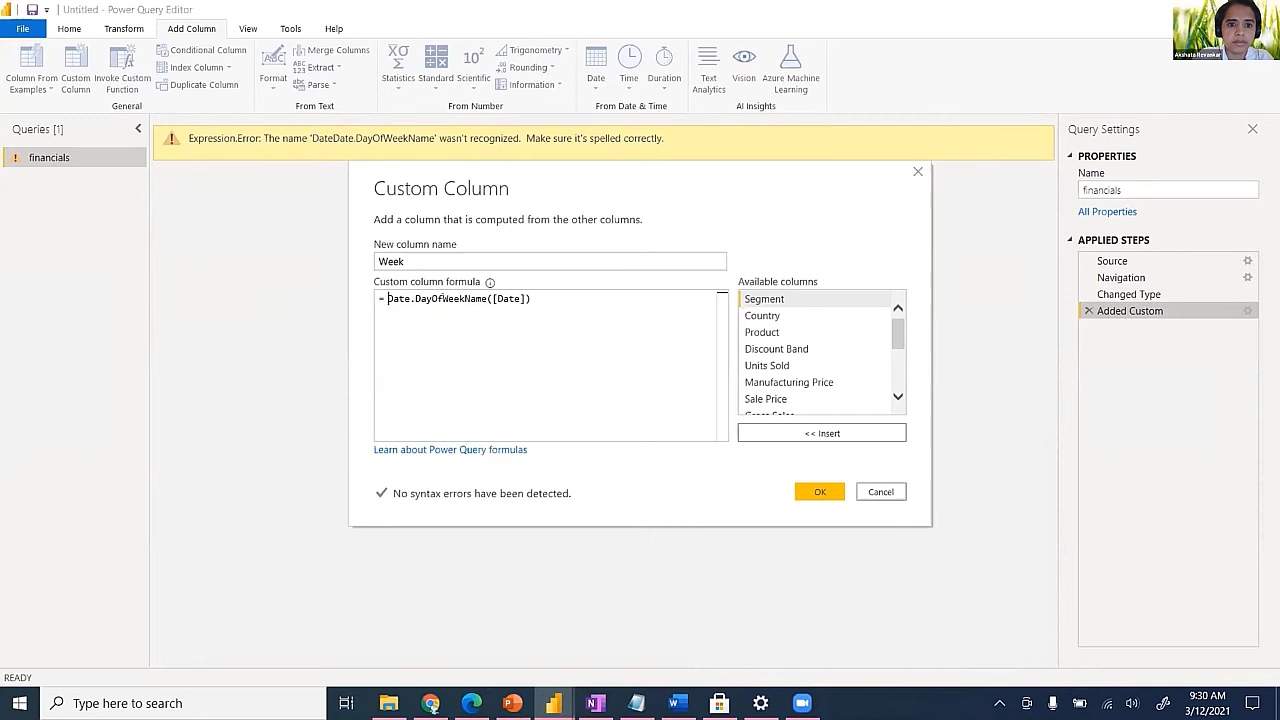 Untitled - Power Query Editor
File Home Transform Add Column View Tools Help
Column From Examples
Custom Column
Invoke Custom Function
Conditional Column
Index Column
Duplicate Column
General
Format
Merge Columns
ABC 123 Extract
Parse
From Text
Statistics
Standard
10² Scientific
Trigonometry
Rounding
Information
From Number
Date
Time
Duration
From Date & Time
Text Analytics
Vision
Azure Machine Learning
AI Insights
Akshata Revankar
Queries [1]
financials
Expression.Error: The name 'DateDate.DayOfWeekName' wasn't recognized. Make sure it's spelled correctly.
Custom Column
Add a column that is computed from the other columns.
New column name
Week
Custom column formula
= Date.DayOfWeekName([Date])
Available columns
Segment
Country
Product
Discount Band
Units Sold
Manufacturing Price
Sale Price
Gross Sales
<< Insert
Learn about Power Query formulas
No syntax errors have been detected.
OK
Cancel
Query Settings
PROPERTIES
Name
financials
All Properties
APPLIED STEPS
Source
Navigation
Changed Type
Added Custom
READY
Type here to search
9:30 AM
3/12/2021